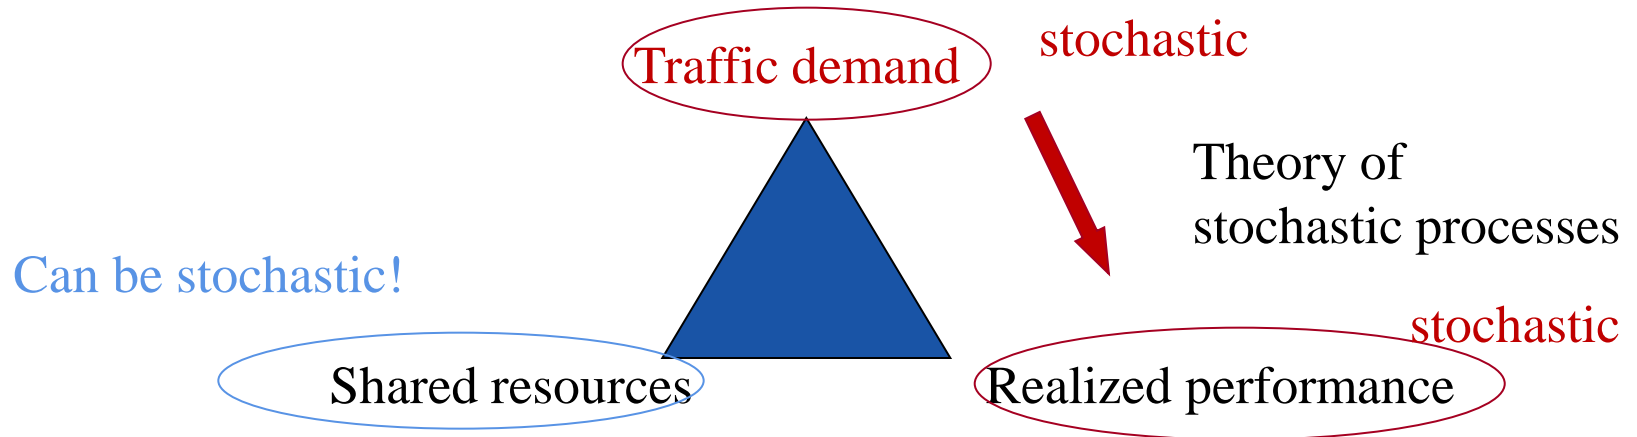 Traffic demand
stochastic
Theory of
stochastic processes
Can be stochastic!
stochastic
Shared resources
Realized performance